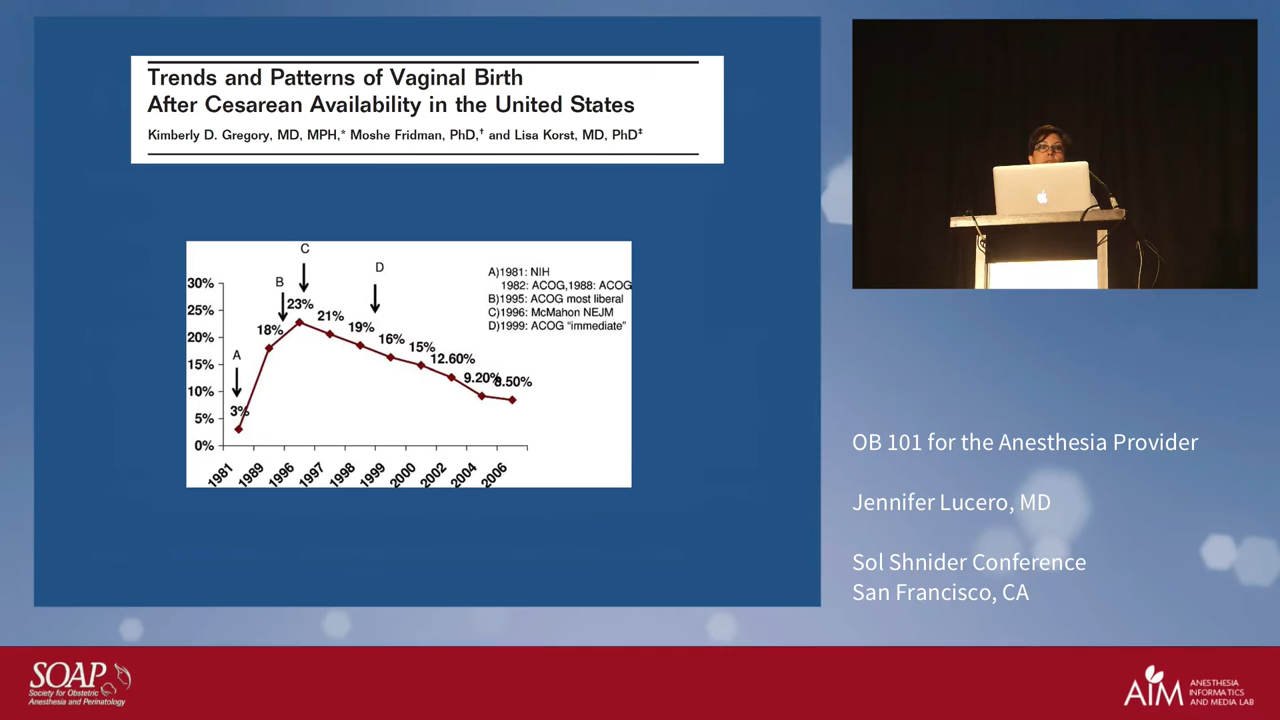 Trends and Patterns of Vaginal Birth
After Cesarean Availability in the United States
Kimberly D. Gregory, MD, MPH,* Moshe Fridman, PhD,† and Lisa Korst, MD, PhD‡
C
B
D
A
A)1981: NIH
1982: ACOG,1988: ACOG
B)1995: ACOG most liberal
C)1996: McMahon NEJM
D)1999: ACOG "immediate"
30%
25%
20%
15%
10%
5%
0%
3%
18%
23%
21%
19%
16%
15%
12.60%
9.20%
8.50%
1981
1989
1996
1997
1998
1999
2000
2002
2004
2006
OB 101 for the Anesthesia Provider
Jennifer Lucero, MD
Sol Shnider Conference
San Francisco, CA
SOAP
Society for Obstetric
Anesthesia and Perinatology
AIM
ANESTHESIA
INFORMATICS
AND MEDIA LAB